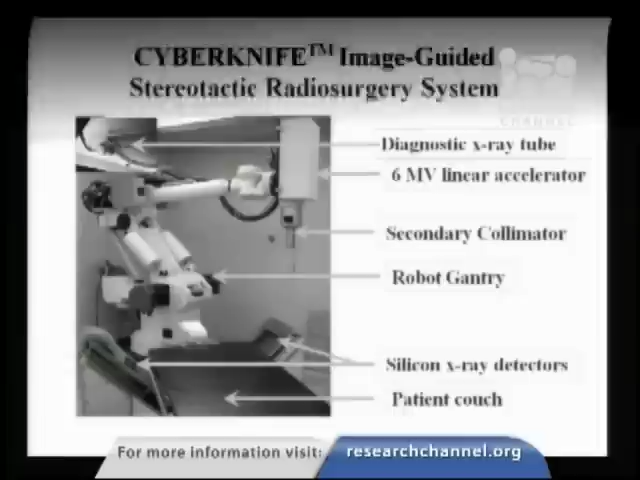 CYBERKNIFE™ Image-Guided
Stereotactic Radiosurgery System
CHANNEL
Diagnostic x-ray tube
6 MV linear accelerator
Secondary Collimator
Robot Gantry
Silicon x-ray detectors
Patient couch
For more information visit: researchchannel.org